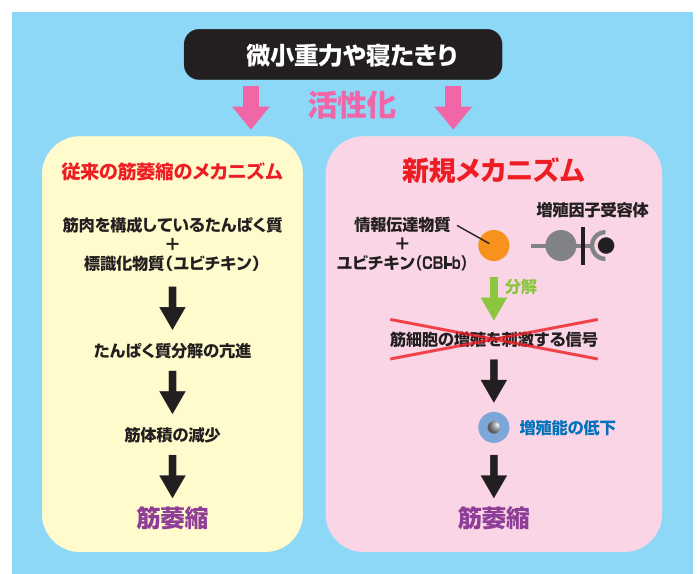 微小重力や寝たきり
活性化
従来の筋萎縮のメカニズム
筋肉を構成しているたんぱく質
+
標識化物質（ユビチキン）
たんぱく質分解の亢進
筋体積の減少
筋萎縮
新規メカニズム
情報伝達物質
+
ユビチキン（CBl-b）
増殖因子受容体
分解
筋細胞の増殖を刺激する信号
増殖能の低下
筋萎縮